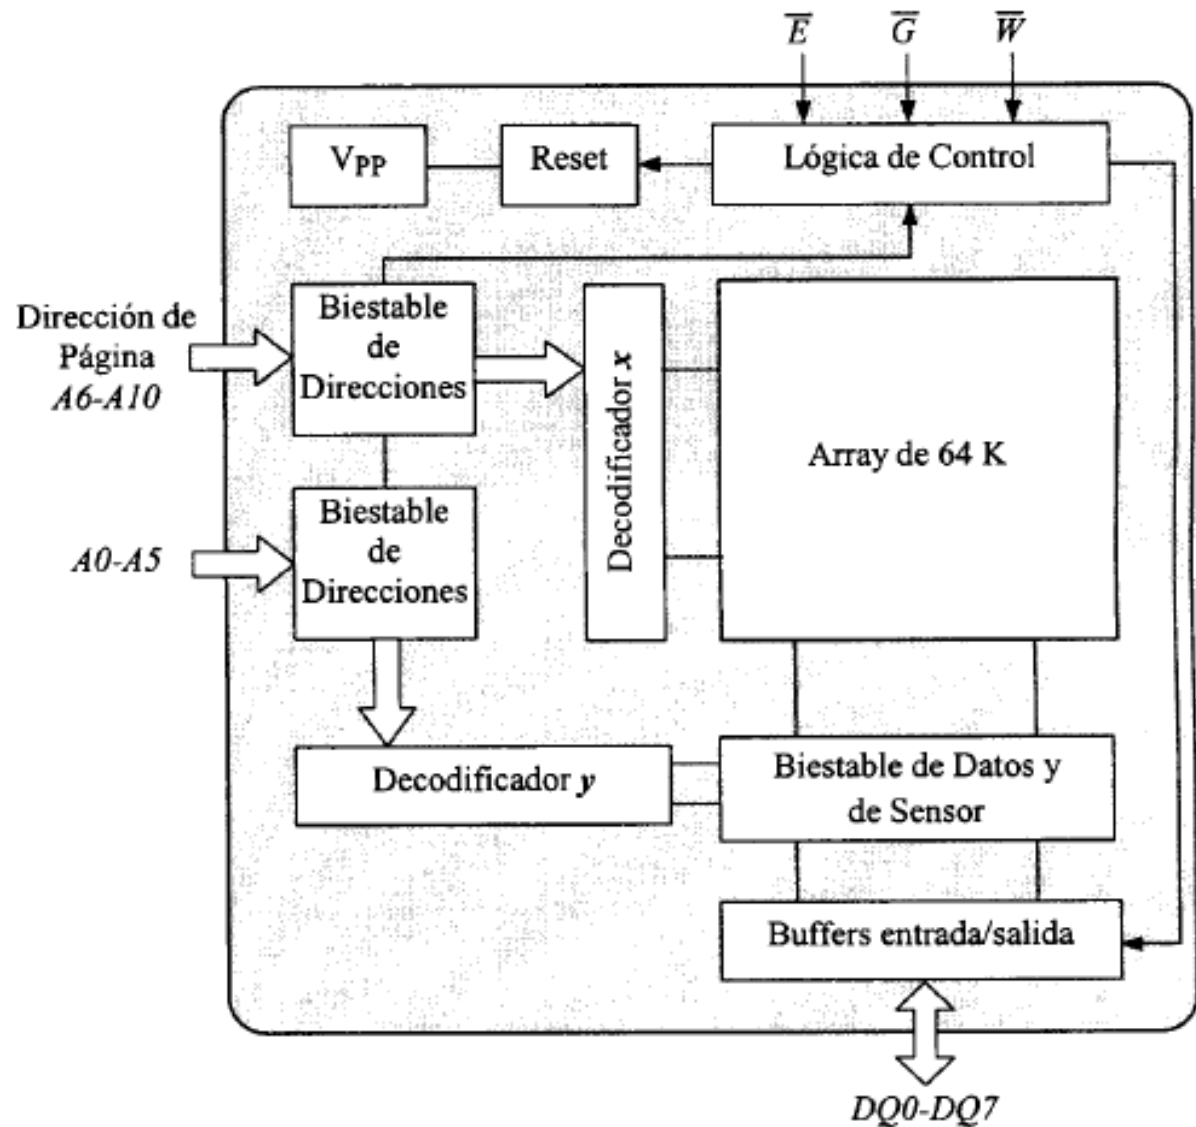 E̅ G̅ W̅
V_PP
Reset
Lógica de Control
Dirección de
Página
A6-A10
Biestable
de
Direcciones
Decodificador x
Array de 64 K
A0-A5
Biestable
de
Direcciones
Decodificador y
Biestable de Datos y
de Sensor
Buffers entrada/salida
DQ0-DQ7